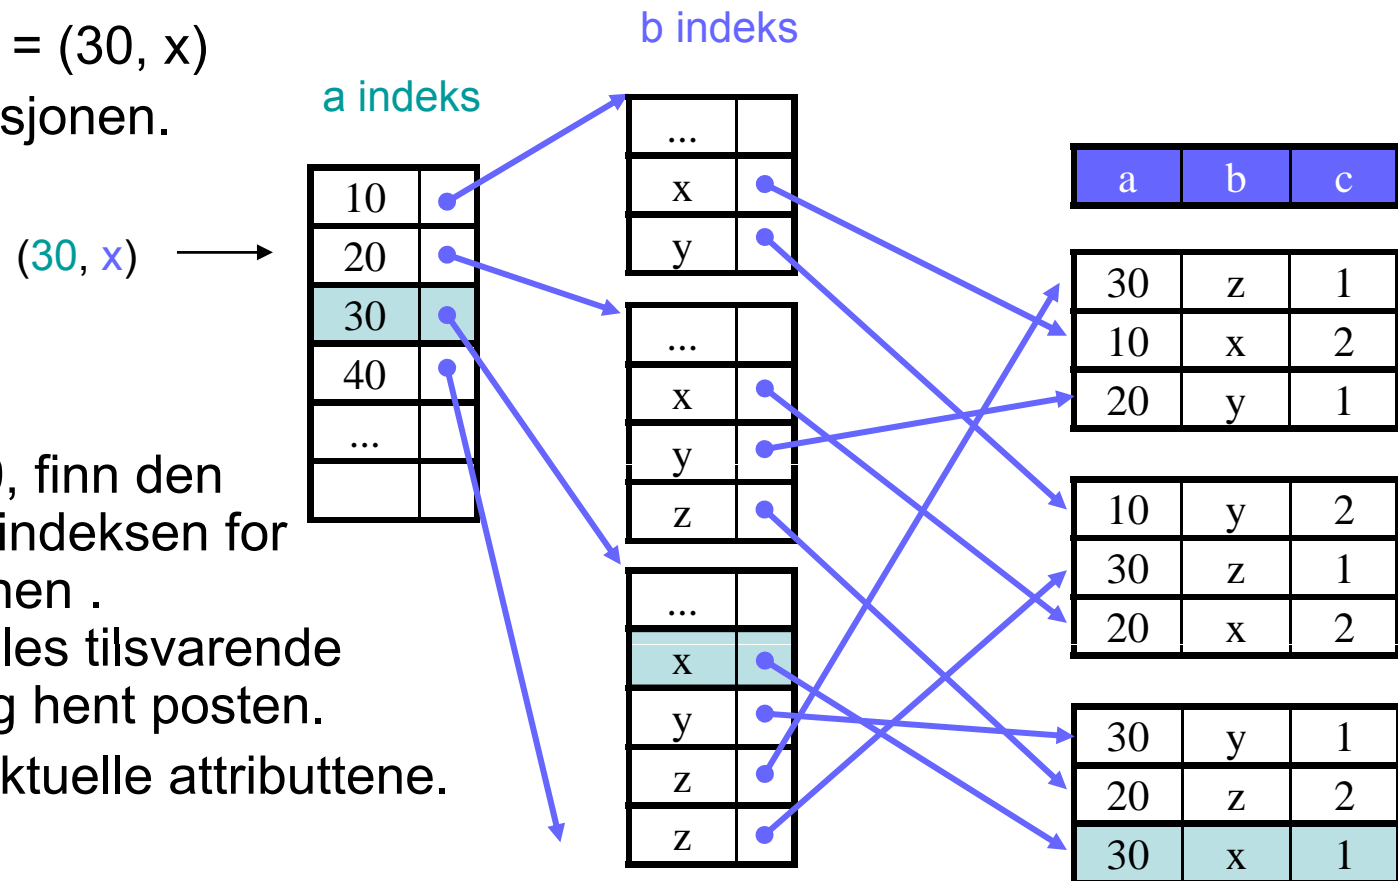 = (30, x)
sjonen.
(30, x)
, finn den
indeksen for
nen .
les tilsvarende
g hent posten.
ktuelle attributtene.
a indeks
10
20
30
40
...
b indeks
...
x
y
...
x
y
z
...
x
y
z
z
a b c
30 z 1
10 x 2
20 y 1
10 y 2
30 z 1
20 x 2
30 y 1
20 z 2
30 x 1